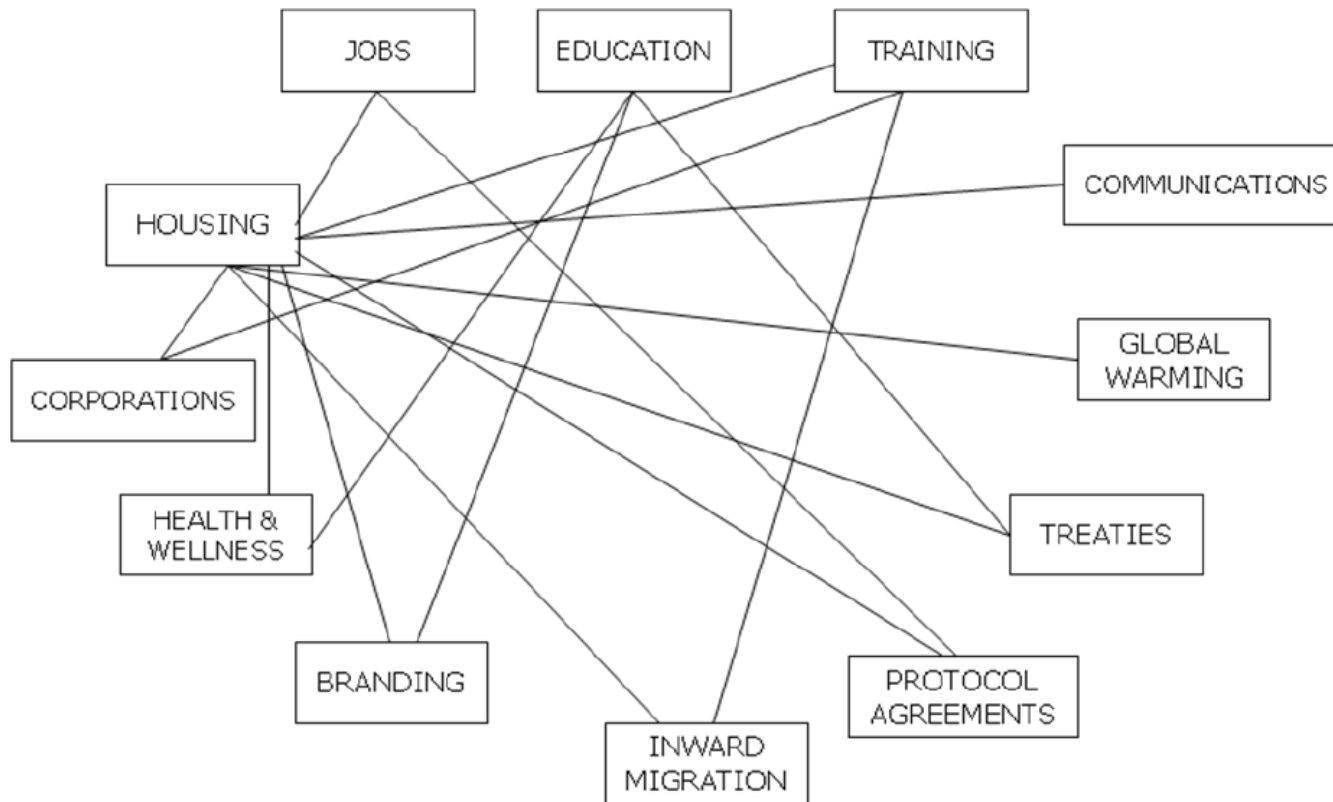 JOBS
EDUCATION
TRAINING
COMMUNICATIONS
HOUSING
GLOBAL
WARMING
CORPORATIONS
HEALTH &
WELLNESS
TREATIES
BRANDING
PROTOCOL
AGREEMENTS
INWARD
MIGRATION